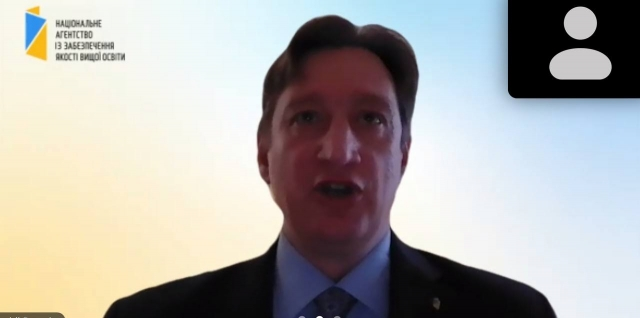 НАЦІОНАЛЬНЕ
АГЕНТСТВО
ІЗ ЗАБЕЗПЕЧЕННЯ
ЯКОСТІ ВИЩОЇ ОСВІТИ